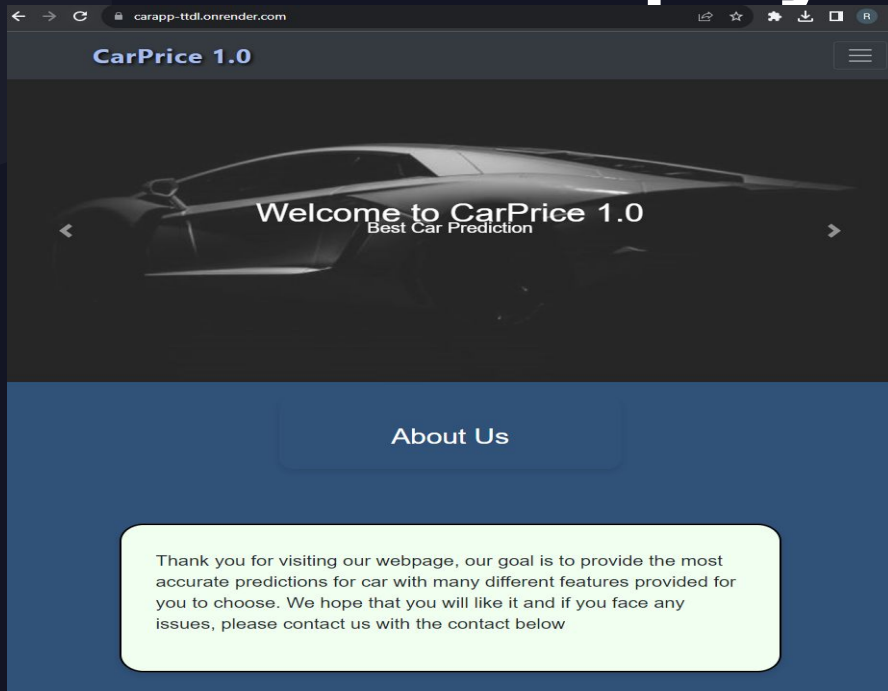 carapp-ttdl.onrender.com
R
CarPrice 1.0
Welcome to CarPrice 1.0
Best Car Prediction
About Us
Thank you for visiting our webpage, our goal is to provide the most
accurate predictions for car with many different features provided for
you to choose. We hope that you will like it and if you face any
issues, please contact us with the contact below